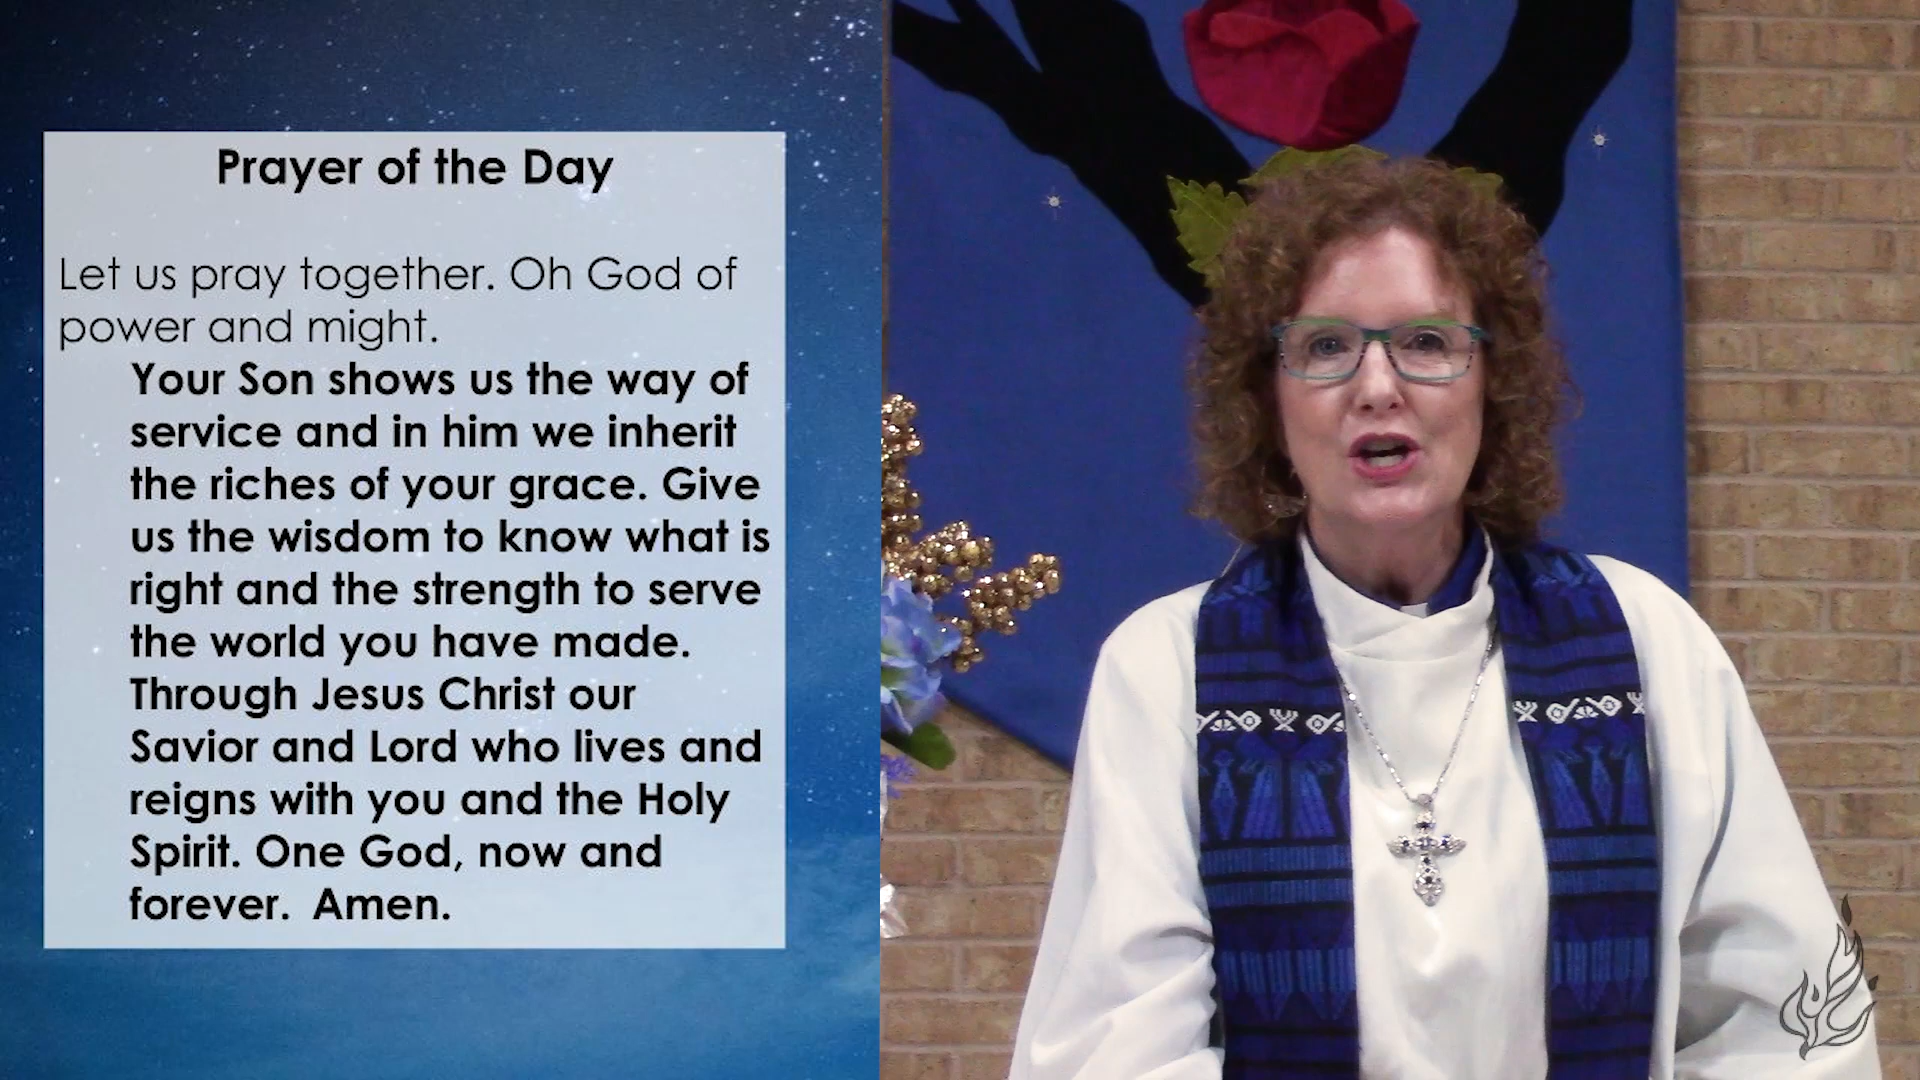 Prayer of the Day
Let us pray together. Oh God of
power and might.
Your Son shows us the way of
service and in him we inherit
the riches of your grace. Give
us the wisdom to know what is
right and the strength to serve
the world you have made.
Through Jesus Christ our
Savior and Lord who lives and
reigns with you and the Holy
Spirit. One God, now and
forever.  Amen.